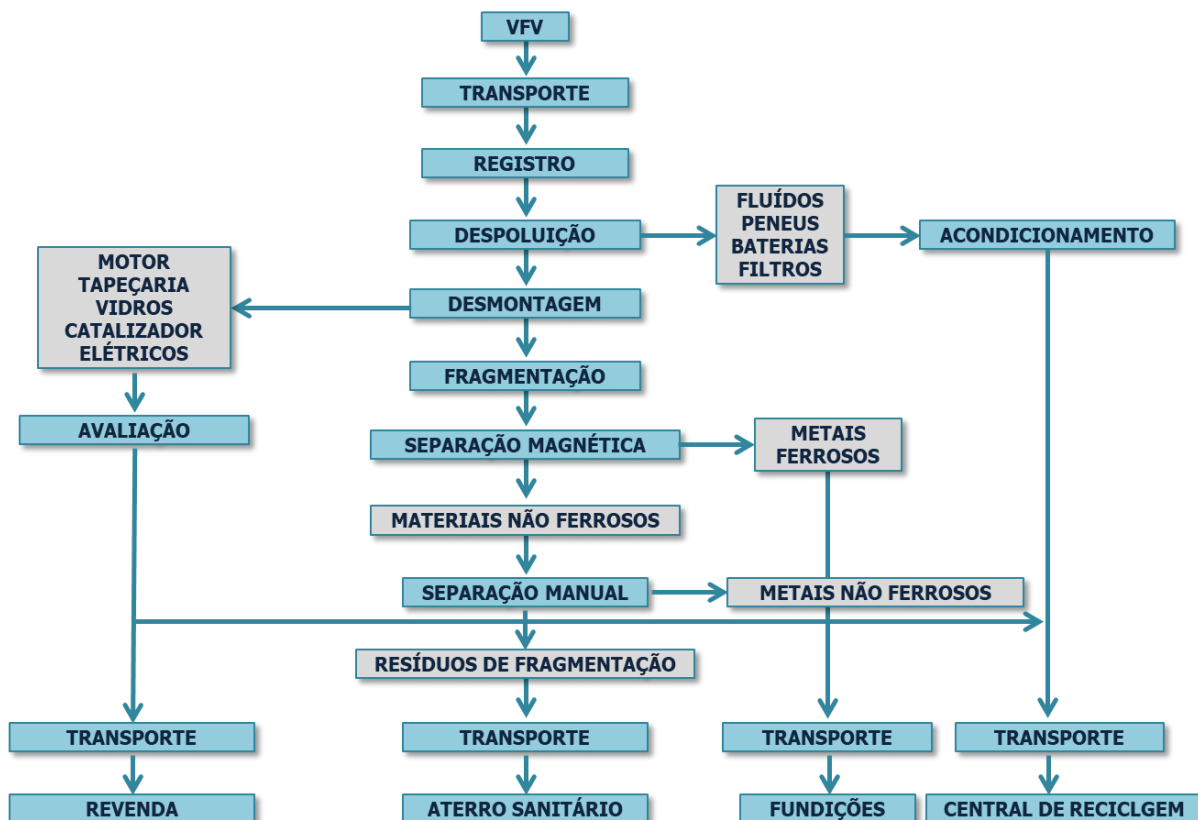 VFV
TRANSPORTE
REGISTRO
DESPOLUIÇÃO
FLUÍDOS
PENEUS
BATERIAS
FILTROS
ACONDICIONAMENTO
MOTOR
TAPEÇARIA
VIDROS
CATALIZADOR
ELÉTRICOS
DESMONTAGEM
FRAGMENTAÇÃO
AVALIAÇÃO
SEPARAÇÃO MAGNÉTICA
METAIS
FERROSOS
MATERIAIS NÃO FERROSOS
SEPARAÇÃO MANUAL
METAIS NÃO FERROSOS
RESÍDUOS DE FRAGMENTAÇÃO
TRANSPORTE
TRANSPORTE
TRANSPORTE
TRANSPORTE
REVENDA
ATERRO SANITÁRIO
FUNDIÇÕES
CENTRAL DE RECICLGEM